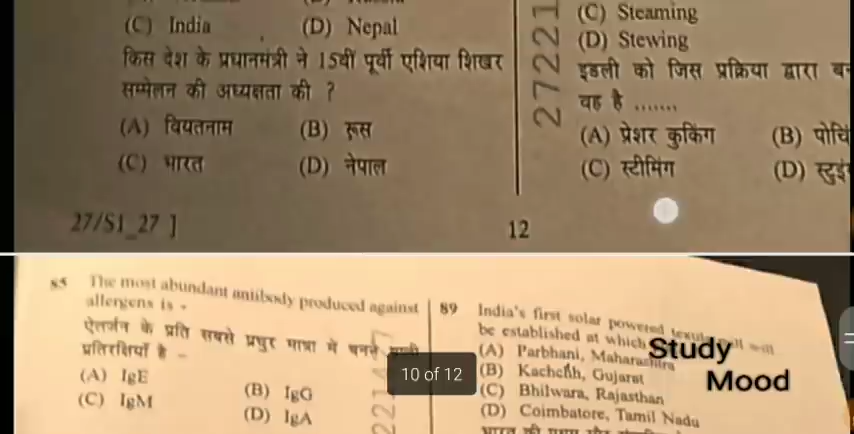 (C) India (D) Nepal
किस देश के प्रधानमंत्री ने 15वीं पूर्वी एशिया शिखर
सम्मेलन की अध्यक्षता की ?
(A) वियतनाम (B) रूस
(C) भारत (D) नेपाल
27/S1_27 ]
27221
(C) Steaming
(D) Stewing
इडली को जिस प्रक्रिया द्वारा
वह है .......
(A) प्रेशर कुकिंग (B)
(C) स्टीमिंग (D)
12
85 The most abundant antibody produced against
allergens is -
ऐलर्जन के प्रति सबसे प्रचुर मात्रा में बनने वाली
प्रतिरक्षियाँ है -
(A) IgE (B) IgG
(C) IgM (D) IgA
10 of 12
89 India's first solar powered will
be established at which
(A) Parbhani, Maharashtra
(B) Kachchh, Gujarat
(C) Bhilwara, Rajasthan
(D) Coimbatore, Tamil Nadu
Study
Mood